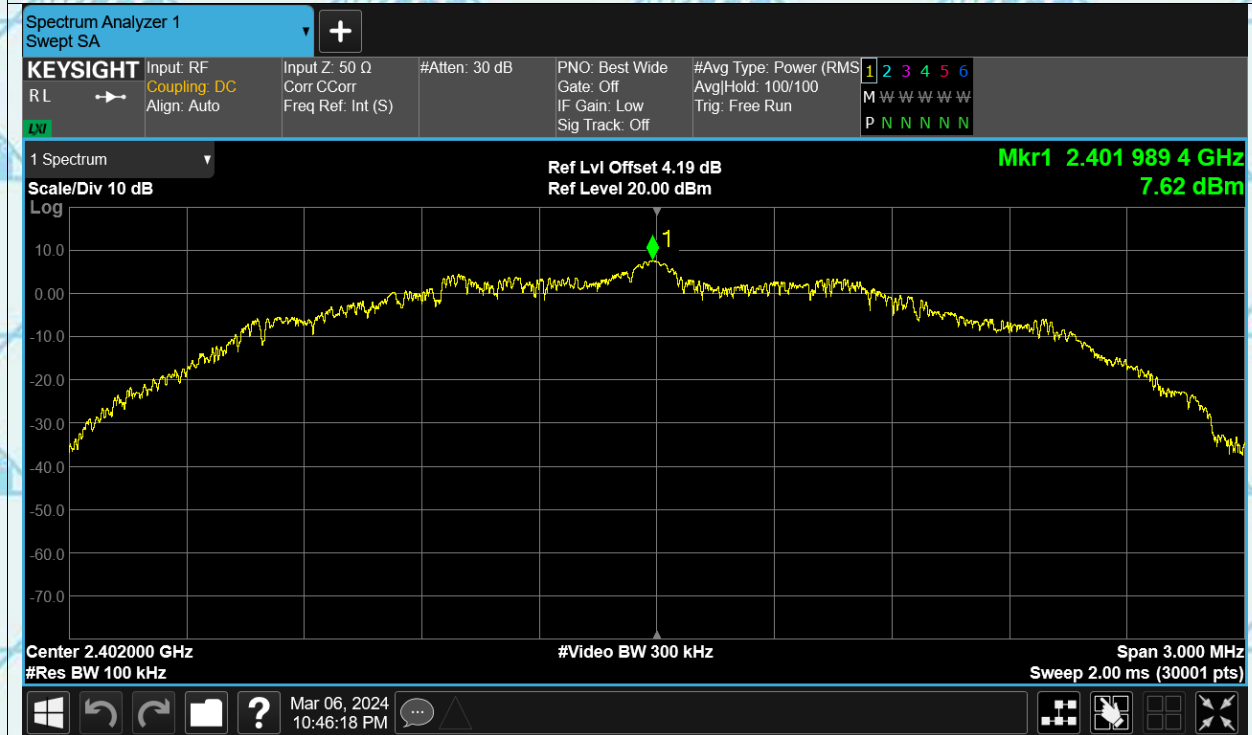 Spectrum Analyzer 1
Swept SA
+
KEYSIGHT
R L
LXI
Input: RF
Coupling: DC
Align: Auto
Input Z: 50 Ω
Corr CCorr
Freq Ref: Int (S)
#Atten: 30 dB
PNO: Best Wide
Gate: Off
IF Gain: Low
Sig Track: Off
#Avg Type: Power (RMS
Avg|Hold: 100/100
Trig: Free Run
1 2 3 4 5 6
M W W W W W
P N N N N N
1 Spectrum
Scale/Div 10 dB
Log
Ref Lvl Offset 4.19 dB
Ref Level 20.00 dBm
Mkr1 2.401 989 4 GHz
7.62 dBm
1
10.0
0.00
-10.0
-20.0
-30.0
-40.0
-50.0
-60.0
-70.0
Center 2.402000 GHz
#Res BW 100 kHz
#Video BW 300 kHz
Span 3.000 MHz
Sweep 2.00 ms (30001 pts)
?
Mar 06, 2024
10:46:18 PM